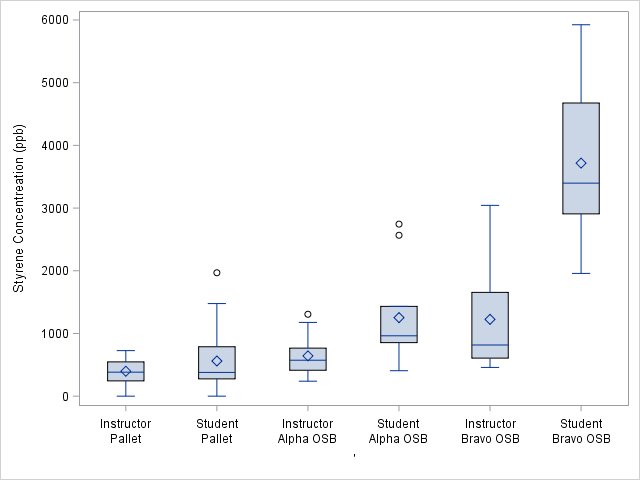 6000
5000
4000
3000
2000
1000
0
Styrene Concentreation (ppb)
Instructor Pallet
Student Pallet
Instructor Alpha OSB
Student Alpha OSB
Instructor Bravo OSB
Student Bravo OSB
,